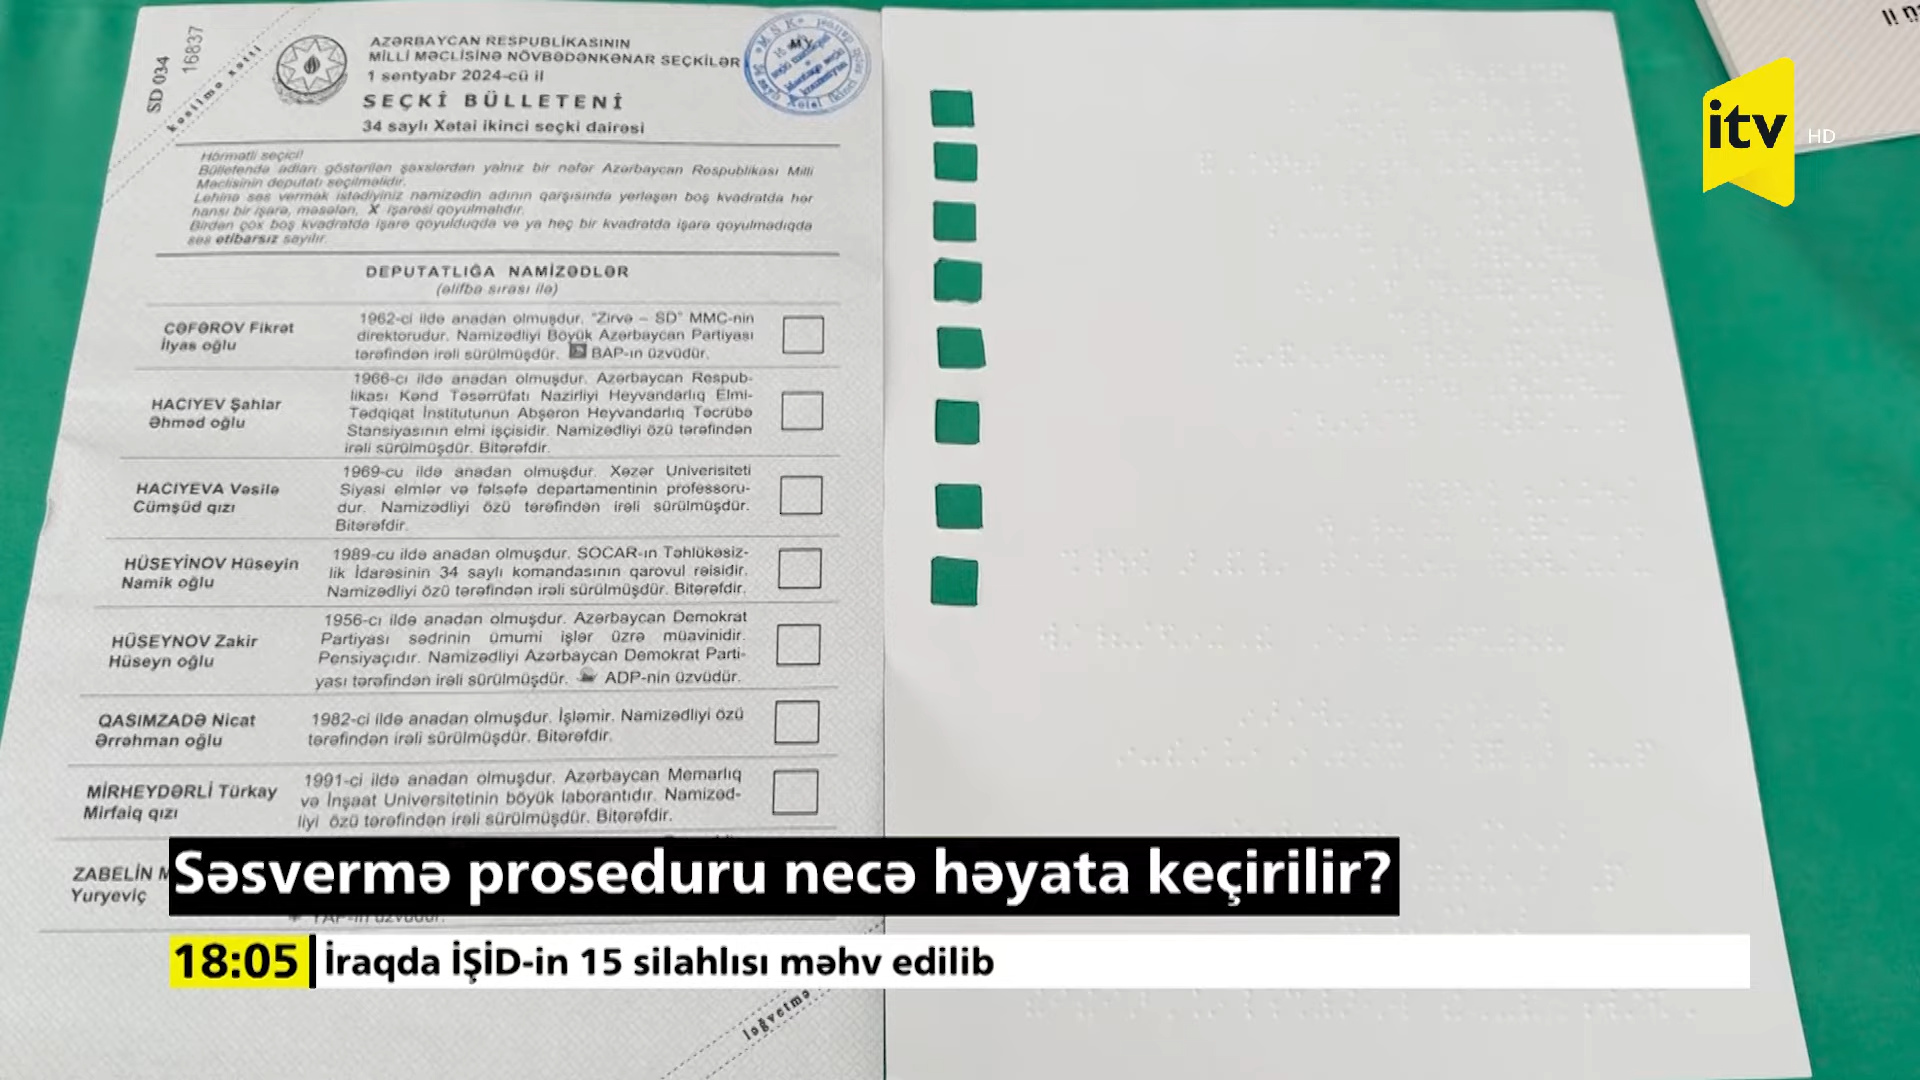 SD 034
16837
kəsilmə xətti
AZƏRBAYCAN RESPUBLİKASININ
MİLLİ MƏCLİSİNƏ NÖVBƏDƏNKƏNAR SEÇKİLƏR
1 sentyabr 2024-cü il
SEÇKİ BÜLLETENİ
34 saylı Xətai ikinci seçki dairəsi
Hörmətli seçici!
Bülletendə adları göstərilən şəxslərdən yalnız bir nəfər Azərbaycan Respublikası Milli
Məclisinin deputatı seçilməlidir.
Lehinə səs vermək istədiyiniz namizədin adının qarşısında yerləşən boş kvadratda hər
hansı bir işarə, məsələn, X işarəsi qoyulmalıdır.
Birdən çox boş kvadratda işarə qoyulduqda və ya heç bir kvadratda işarə qoyulmadıqda
səs etibarsız sayılır.
DEPUTATLIĞA NAMİZƏDLƏR
(əlifba sırası ilə)
CƏFƏROV Fikrət
İlyas oğlu
1962-ci ildə anadan olmuşdur. "Zirvə – SD" MMC-nin
direktorudur. Namizədliyi Böyük Azərbaycan Partiyası
tərəfindən irəli sürülmüşdür. BAP-ın üzvüdür.
HACIYEV Şahlar
Əhməd oğlu
1966-cı ildə anadan olmuşdur. Azərbaycan Respub-
likası Kənd Təsərrüfatı Nazirliyi Heyvandarlıq Elmi-
Tədqiqat İnstitutunun Abşeron Heyvandarlıq Təcrübə
Stansiyasının elmi işçisidir. Namizədliyi özü tərəfindən
irəli sürülmüşdür. Bitərəfdir.
HACIYEVA Vəsilə
Cümşüd qızı
1969-cu ildə anadan olmuşdur. Xəzər Univerisiteti
Siyasi elmlər və fəlsəfə departamentinin professoru-
dur. Namizədliyi özü tərəfindən irəli sürülmüşdür.
Bitərəfdir.
HÜSEYİNOV Hüseyin
Namik oğlu
1989-cu ildə anadan olmuşdur. SOCAR-ın Təhlükəsiz-
lik İdarəsinin 34 saylı komandasının qarovul rəisidir.
Namizədliyi özü tərəfindən irəli sürülmüşdür. Bitərəfdir.
HÜSEYNOV Zakir
Hüseyn oğlu
1956-cı ildə anadan olmuşdur. Azərbaycan Demokrat
Partiyası sədrinin ümumi işlər üzrə müavinidir.
Pensiyaçıdır. Namizədliyi Azərbaycan Demokrat Parti-
yası tərəfindən irəli sürülmüşdür. ADP-nin üzvüdür.
QASIMZADƏ Nicat
Ərrəhman oğlu
1982-ci ildə anadan olmuşdur. İşləmir. Namizədliyi özü
tərəfindən irəli sürülmüşdür. Bitərəfdir.
MİRHEYDƏRLİ Türkay
Mirfaiq qızı
1991-ci ildə anadan olmuşdur. Azərbaycan Memarlıq
və İnşaat Universitetinin böyük laborantıdır. Namizəd-
liyi özü tərəfindən irəli sürülmüşdür. Bitərəfdir.
ZABELİN M
Yuryeviç
YAP-ın üzvüdür.
ləğvetmə
itv HD
Səsvermə proseduru necə həyata keçirilir?
18:05 İraqda İŞİD-in 15 silahlısı məhv edilib